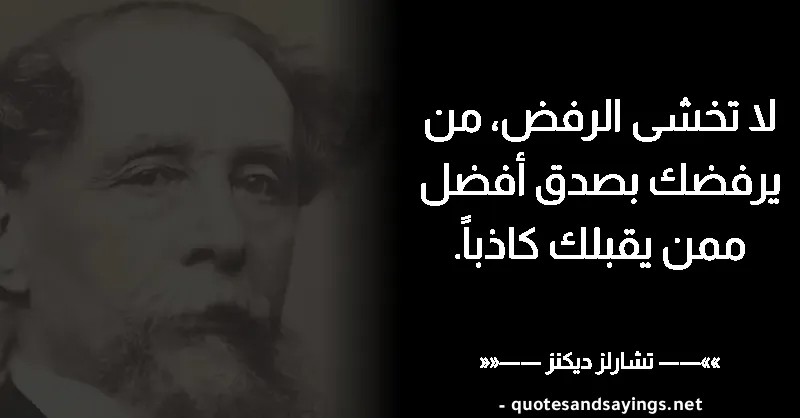 لا تخشى الرفض، من
يرفضك بصدق أفضل
ممن يقبلك كاذباً.
»»—— تشارلز ديكنز ——««
- quotesandsayings.net